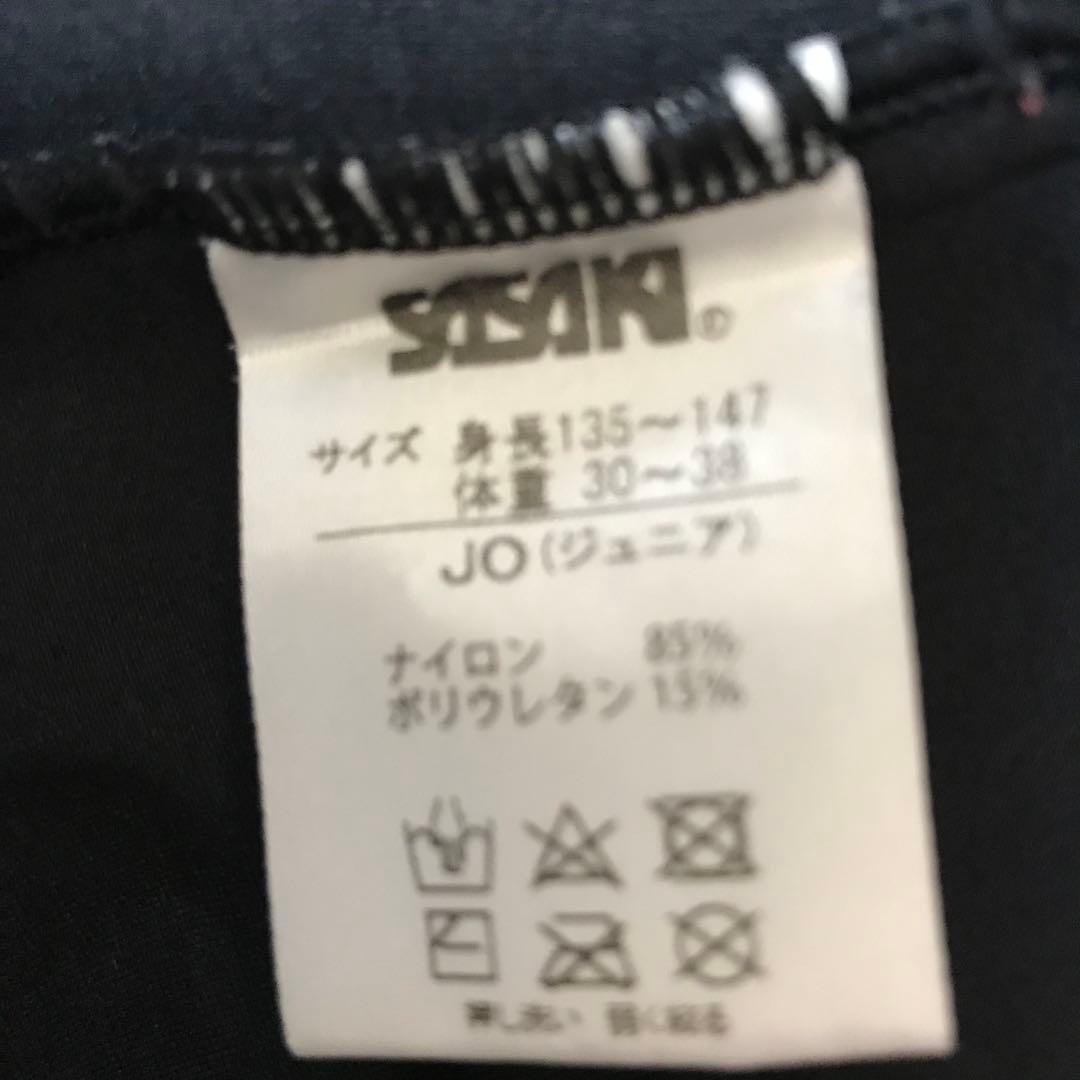 SASAKI©
サイズ 身長135〜147
体重 30〜38
JO(ジュニア)
ナイロン 85%
ポリウレタン 15%
押し洗い 弱く絞る